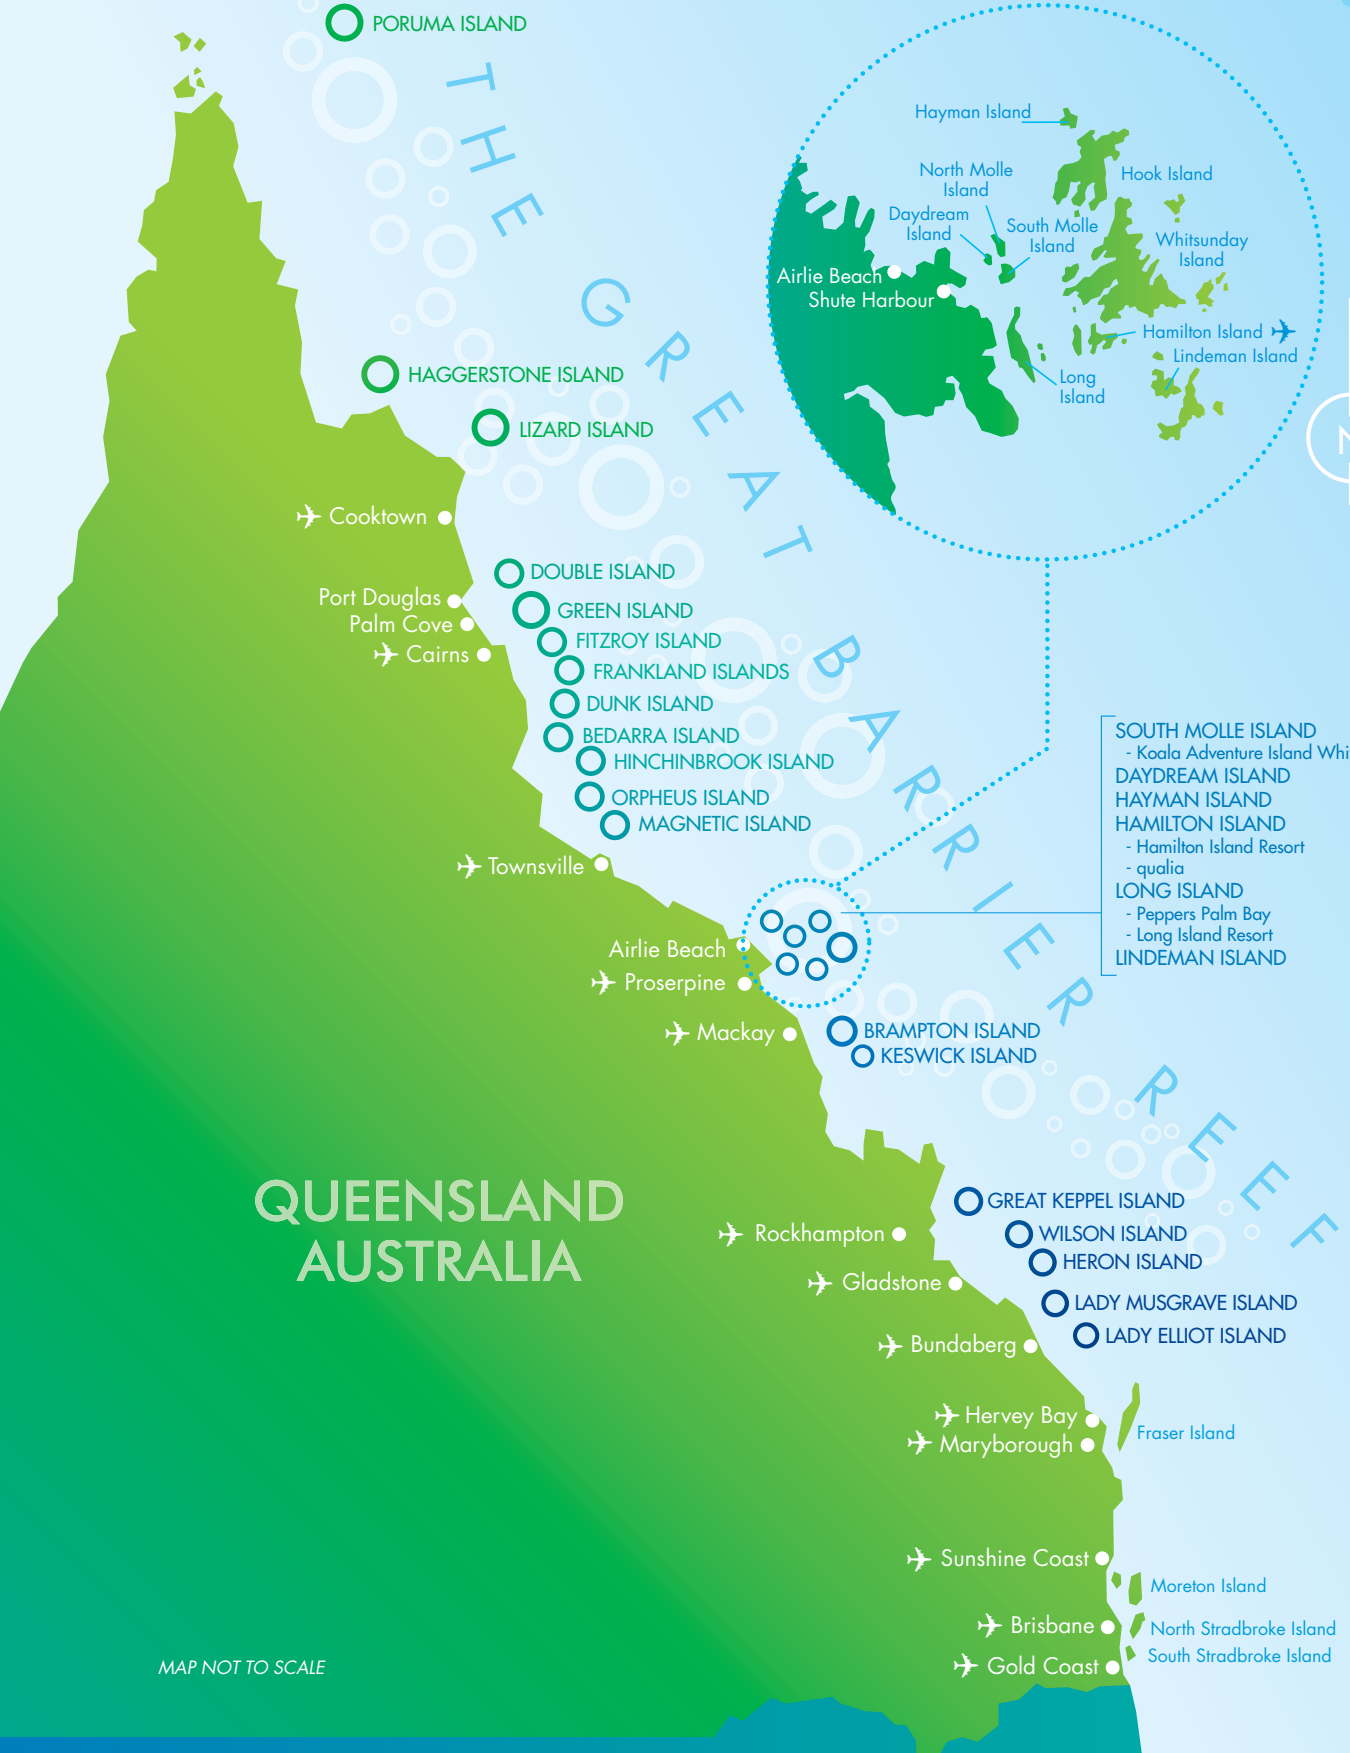 PORUMA ISLAND
THE GREAT BARRIER REEF
Hayman Island
Hook Island
North Molle
Island
Daydream
Island
South Molle
Island
Whitsunday
Island
Airlie Beach
Shute Harbour
Hamilton Island
Lindeman Island
Long
Island
N
HAGGERSTONE ISLAND
LIZARD ISLAND
Cooktown
DOUBLE ISLAND
Port Douglas
GREEN ISLAND
Palm Cove
FITZROY ISLAND
Cairns
FRANKLAND ISLANDS
DUNK ISLAND
BEDARRA ISLAND
HINCHINBROOK ISLAND
ORPHEUS ISLAND
MAGNETIC ISLAND
Townsville
SOUTH MOLLE ISLAND
- Koala Adventure Island Whi
DAYDREAM ISLAND
HAYMAN ISLAND
HAMILTON ISLAND
- Hamilton Island Resort
- qualia
LONG ISLAND
- Peppers Palm Bay
- Long Island Resort
LINDEMAN ISLAND
Airlie Beach
Proserpine
Mackay
BRAMPTON ISLAND
KESWICK ISLAND
QUEENSLAND
AUSTRALIA
GREAT KEPPEL ISLAND
Rockhampton
WILSON ISLAND
HERON ISLAND
Gladstone
LADY MUSGRAVE ISLAND
LADY ELLIOT ISLAND
Bundaberg
Hervey Bay
Fraser Island
Maryborough
Sunshine Coast
Moreton Island
Brisbane
North Stradbroke Island
South Stradbroke Island
Gold Coast
MAP NOT TO SCALE